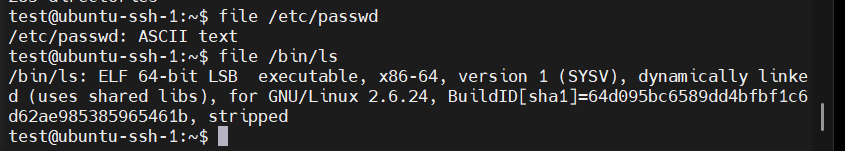 test@ubuntu-ssh-1:~$ file /etc/passwd
/etc/passwd: ASCII text
test@ubuntu-ssh-1:~$ file /bin/ls
/bin/ls: ELF 64-bit LSB  executable, x86-64, version 1 (SYSV), dynamically linke
d (uses shared libs), for GNU/Linux 2.6.24, BuildID[sha1]=64d095bc6589dd4bfbf1c6
d62ae985385965461b, stripped
test@ubuntu-ssh-1:~$